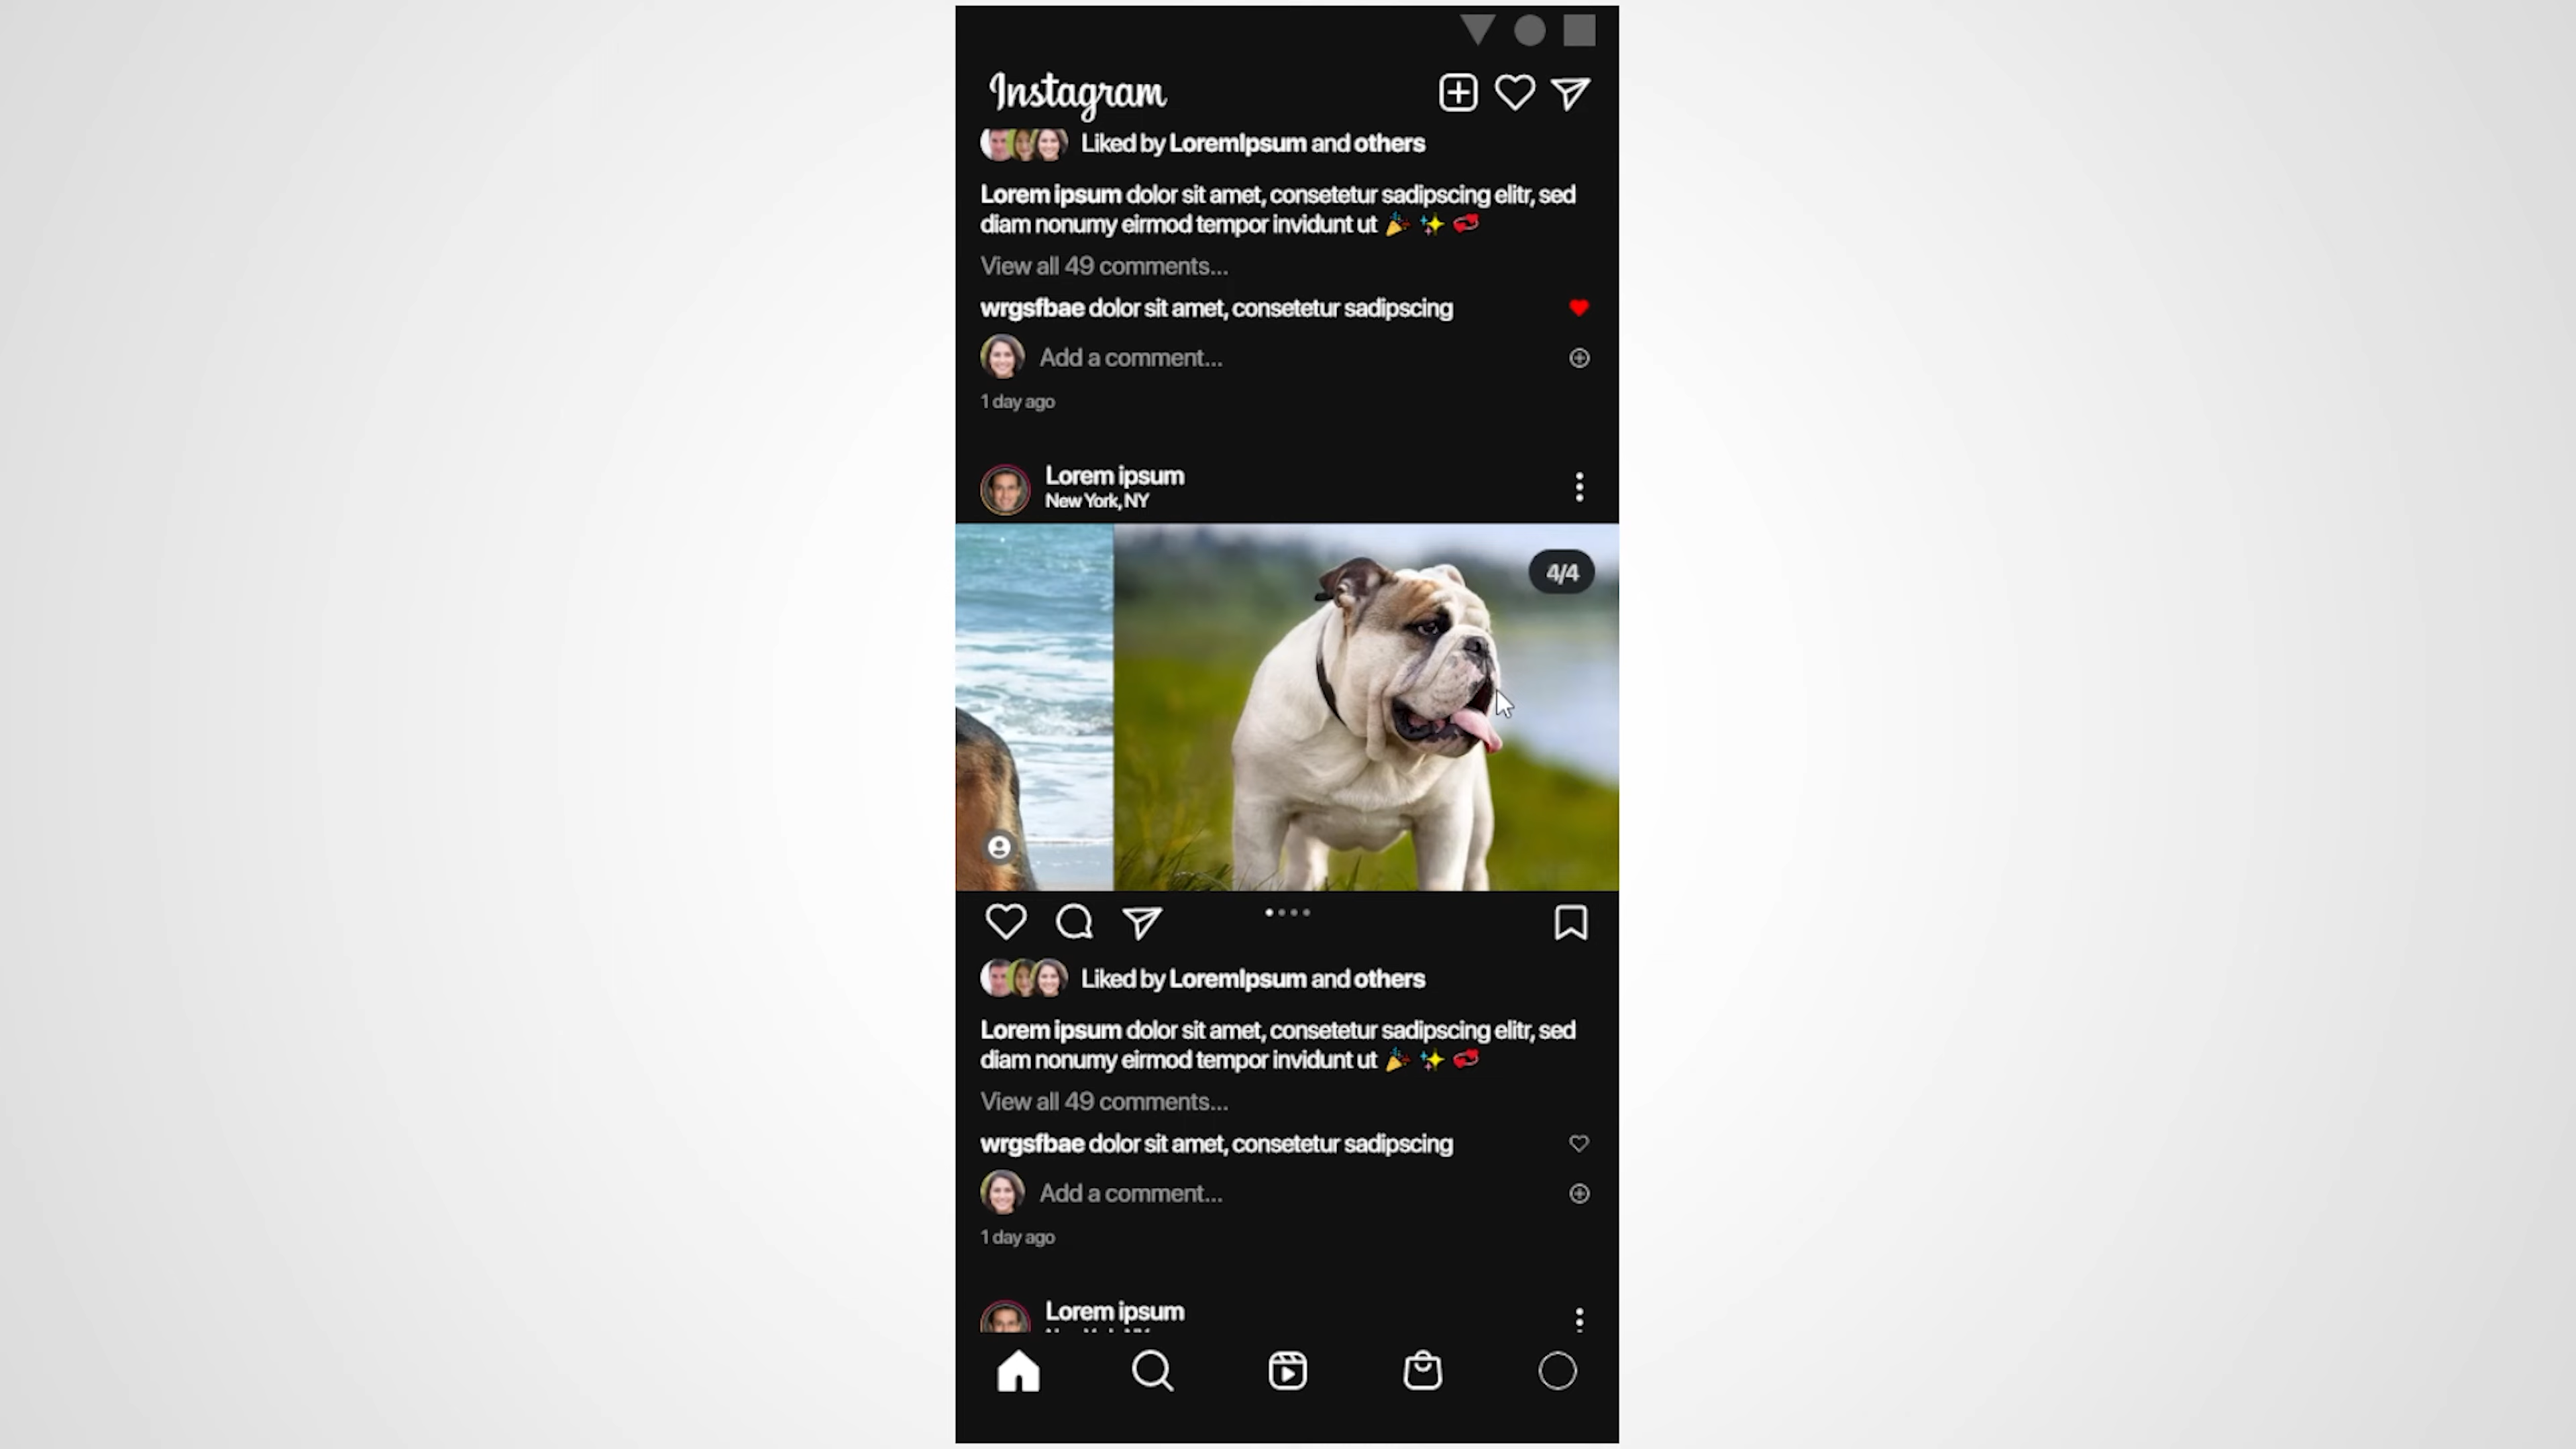 Instagram
Liked by LoremIpsum and others
Lorem ipsum dolor sit amet, consetetur sadipscing elitr, sed
diam nonumy eirmod tempor invidunt ut 🎉 ✨ 💞
View all 49 comments...
wrgsfbae dolor sit amet, consetetur sadipscing
Add a comment...
1 day ago
Lorem ipsum
New York, NY
4/4
Liked by LoremIpsum and others
Lorem ipsum dolor sit amet, consetetur sadipscing elitr, sed
diam nonumy eirmod tempor invidunt ut 🎉 ✨ 💞
View all 49 comments...
wrgsfbae dolor sit amet, consetetur sadipscing
Add a comment...
1 day ago
Lorem ipsum